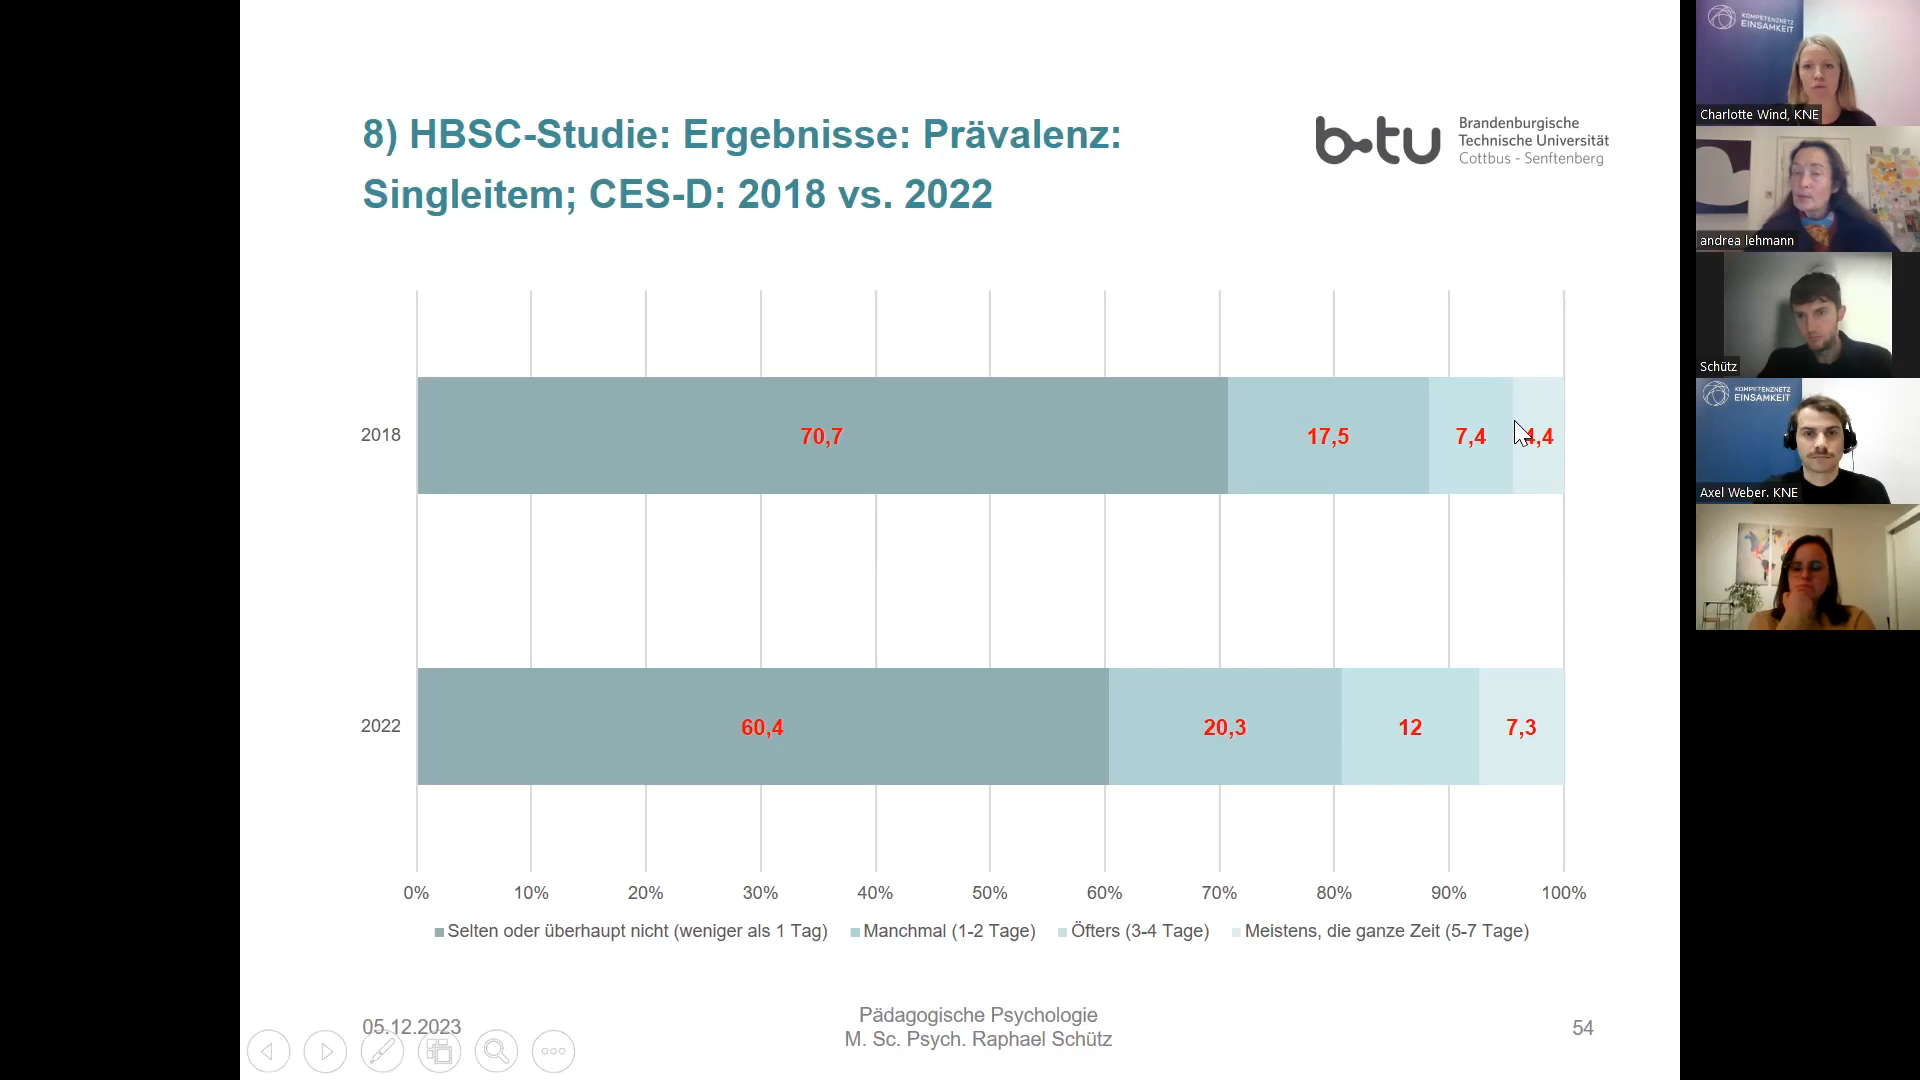 8) HBSC-Studie: Ergebnisse: Prävalenz:
Singleitem; CES-D: 2018 vs. 2022
b-tu
Brandenburgische
Technische Universität
Cottbus - Senftenberg
2018
70,7
17,5
7,4
4,4
2022
60,4
20,3
12
7,3
0%
10%
20%
30%
40%
50%
60%
70%
80%
90%
100%
Selten oder überhaupt nicht (weniger als 1 Tag)
Manchmal (1-2 Tage)
Öfters (3-4 Tage)
Meistens, die ganze Zeit (5-7 Tage)
05.12.2023
Pädagogische Psychologie
M. Sc. Psych. Raphael Schütz
54
KOMPETENZNETZ
EINSAMKEIT
Charlotte Wind, KNE
andrea lehmann
Schütz
KOMPETENZNETZ
EINSAMKEIT
Axel Weber. KNE